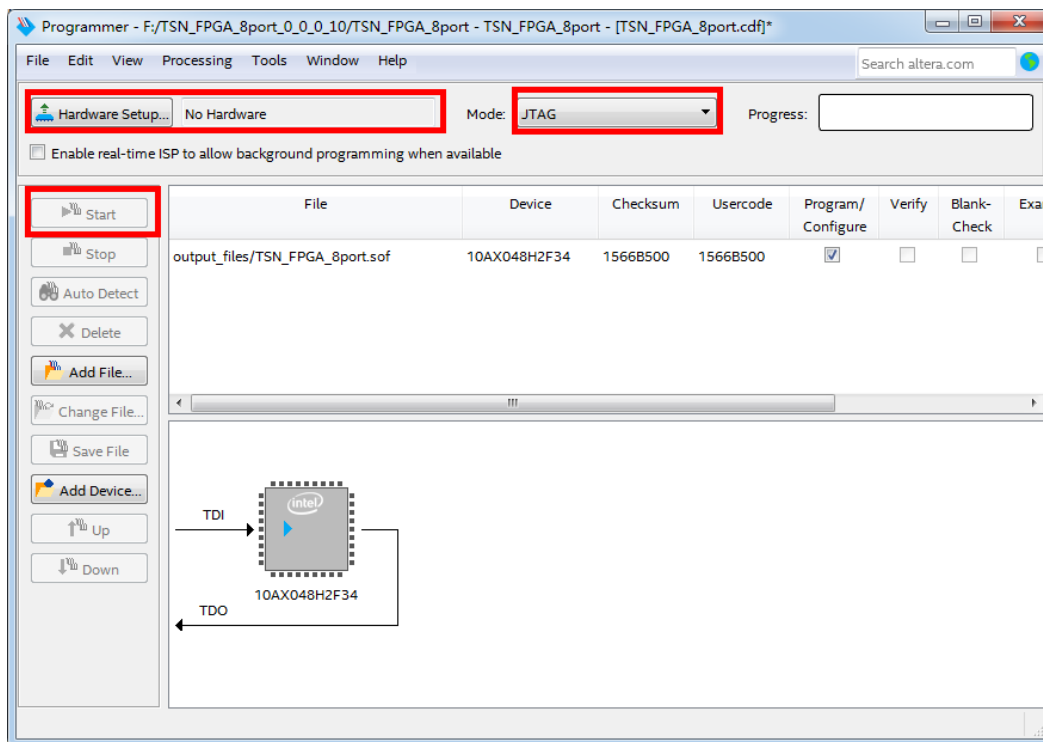 Programmer - F:/TSN_FPGA_8port_0_0_0_10/TSN_FPGA_8port - TSN_FPGA_8port - [TSN_FPGA_8port.cdf]*
File Edit View Processing Tools Window Help
Search altera.com
Hardware Setup... No Hardware Mode: JTAG Progress:
Enable real-time ISP to allow background programming when available
Start
Stop
Auto Detect
Delete
Add File...
Change File...
Save File
Add Device...
Up
Down
File Device Checksum Usercode Program/ Verify Blank- Exa
Configure Check
output_files/TSN_FPGA_8port.sof 10AX048H2F34 1566B500 1566B500
TDI
intel
10AX048H2F34
TDO